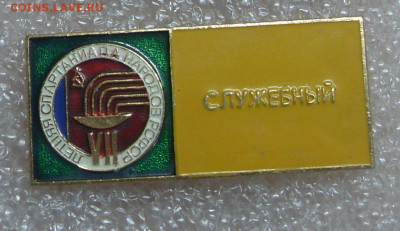 COINS.LAVE.RU
ЛЕТНЯЯ СПАРТАКИАДА НАРОДОВ РСФСР
VII
СЛУЖЕБНЫЙ